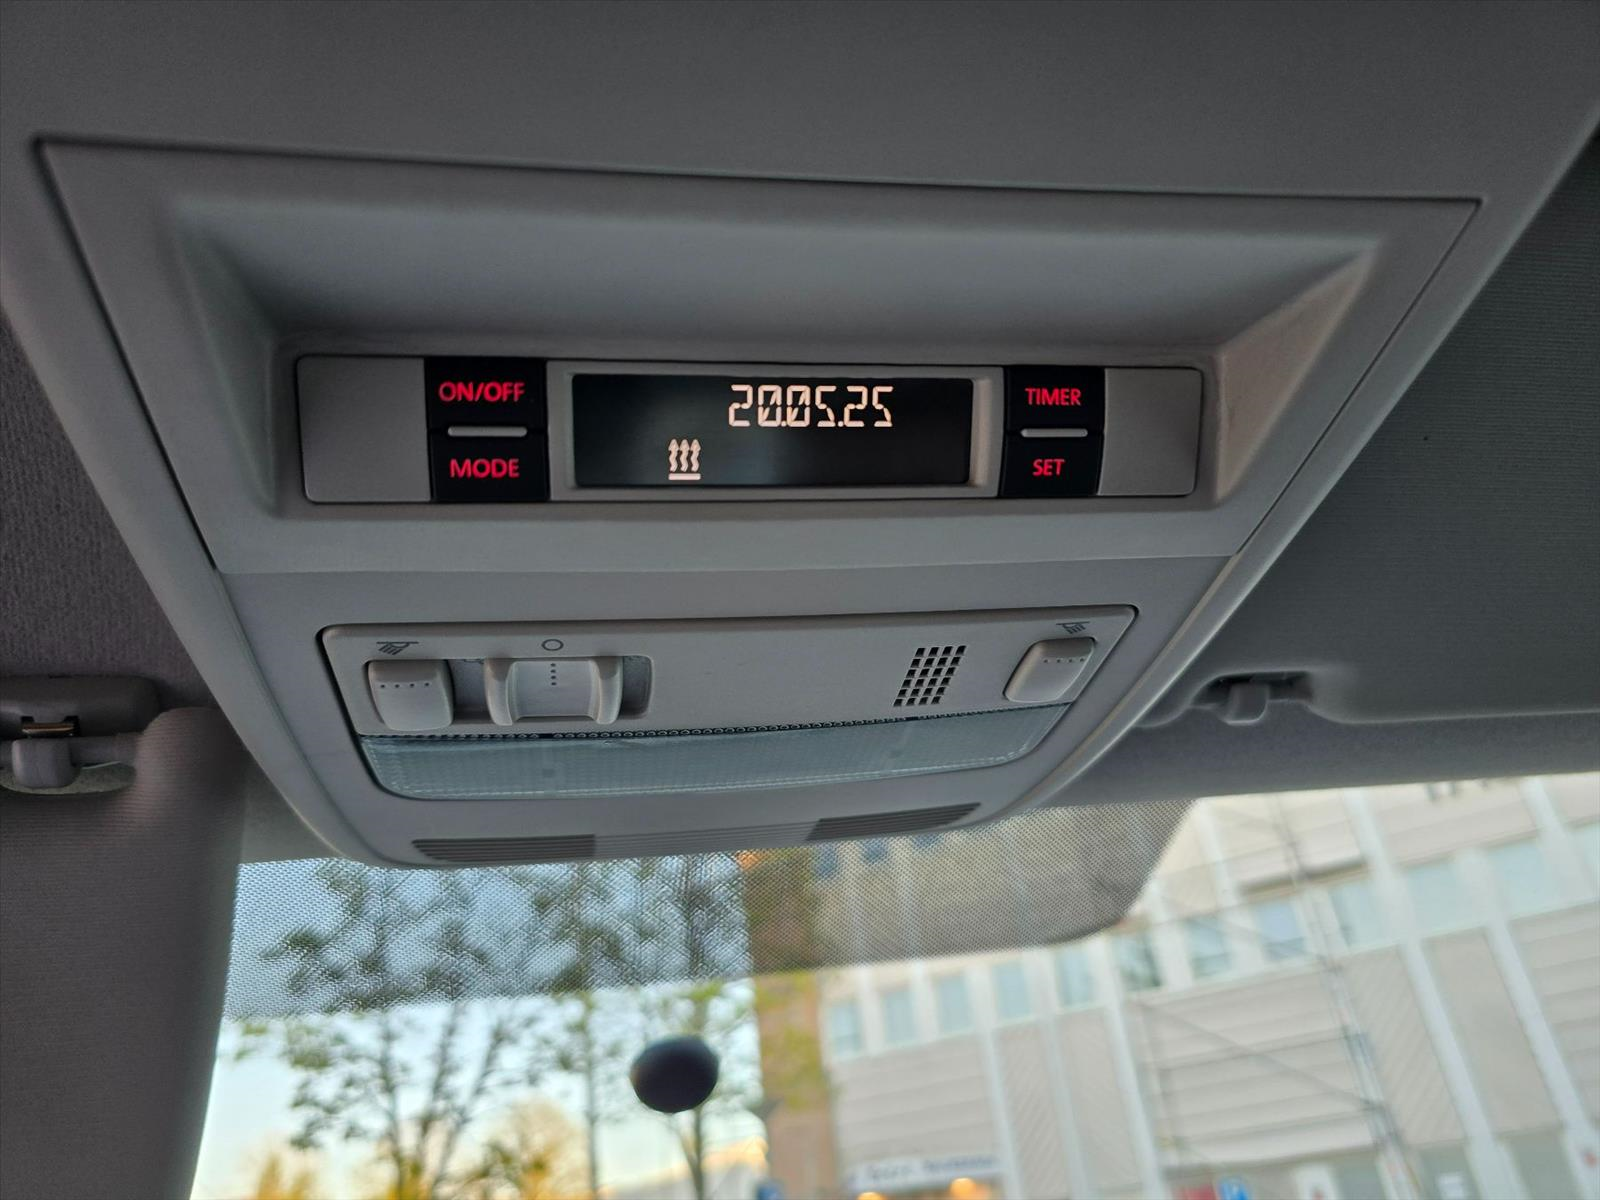 ON/OFF
MODE
20.05.25
TIMER
SET